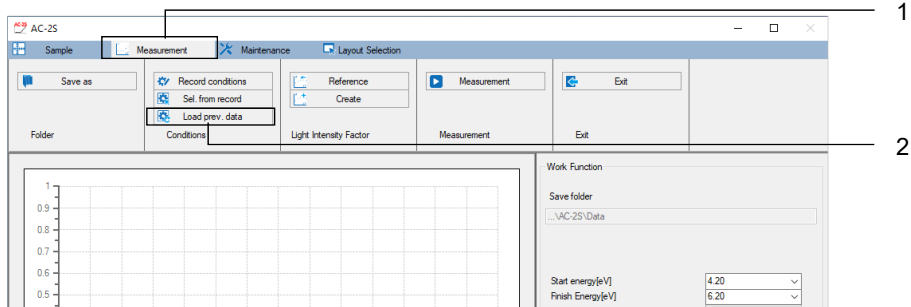 1
AC-2S AC-2S
Sample Measurement Maintenance Layout Selection
Save as Record conditions Reference Measurement Exit
Sel. from record Create
Load prev. data
Folder Conditions Light Intensity Factor Measurement Exit
2
Work Function
Save folder
...\AC-2S\Data
1
0.9
0.8
0.7
0.6
0.5
Start energy[eV] 4.20
Finish Energy[eV] 6.20